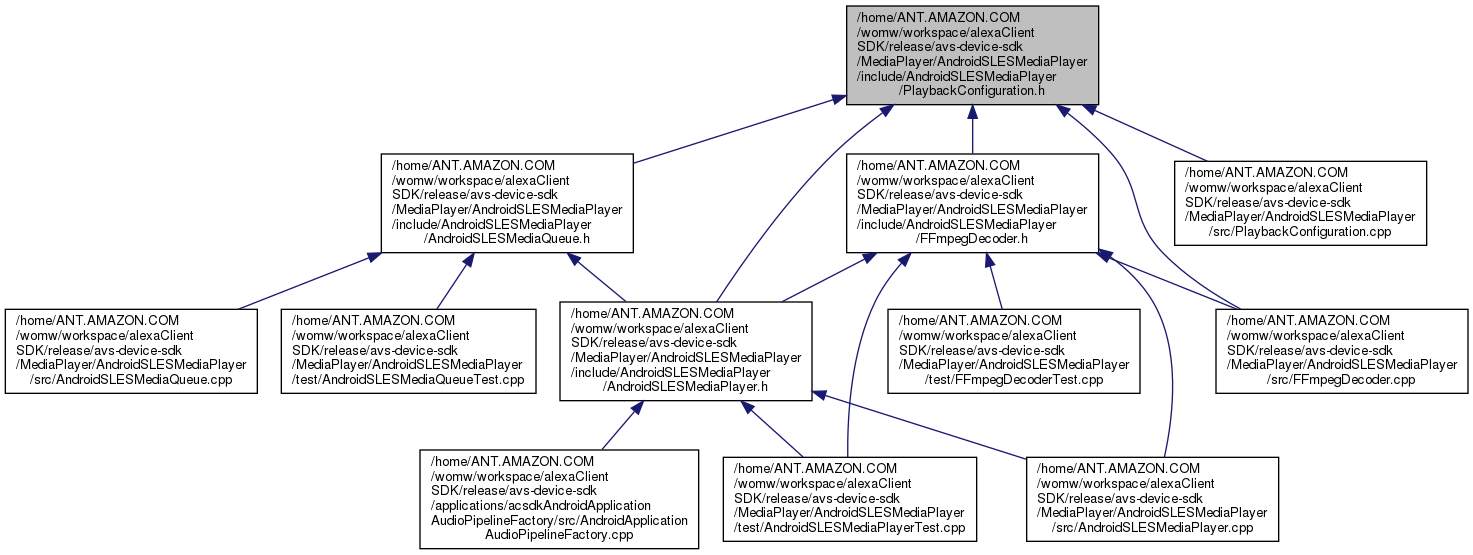 /home/ANT.AMAZON.COM
/womw/workspace/alexaClient
SDK/release/avs-device-sdk
/MediaPlayer/AndroidSLESMediaPlayer
/include/AndroidSLESMediaPlayer
/PlaybackConfiguration.h
/home/ANT.AMAZON.COM
/womw/workspace/alexaClient
SDK/release/avs-device-sdk
/MediaPlayer/AndroidSLESMediaPlayer
/include/AndroidSLESMediaPlayer
/AndroidSLESMediaQueue.h
/home/ANT.AMAZON.COM
/womw/workspace/alexaClient
SDK/release/avs-device-sdk
/MediaPlayer/AndroidSLESMediaPlayer
/include/AndroidSLESMediaPlayer
/FFmpegDecoder.h
/home/ANT.AMAZON.COM
/womw/workspace/alexaClient
SDK/release/avs-device-sdk
/MediaPlayer/AndroidSLESMediaPlayer
/src/PlaybackConfiguration.cpp
/home/ANT.AMAZON.COM
/womw/workspace/alexaClient
SDK/release/avs-device-sdk
/MediaPlayer/AndroidSLESMediaPlayer
/src/AndroidSLESMediaQueue.cpp
/home/ANT.AMAZON.COM
/womw/workspace/alexaClient
SDK/release/avs-device-sdk
/MediaPlayer/AndroidSLESMediaPlayer
/test/AndroidSLESMediaQueueTest.cpp
/home/ANT.AMAZON.COM
/womw/workspace/alexaClient
SDK/release/avs-device-sdk
/MediaPlayer/AndroidSLESMediaPlayer
/include/AndroidSLESMediaPlayer
/AndroidSLESMediaPlayer.h
/home/ANT.AMAZON.COM
/womw/workspace/alexaClient
SDK/release/avs-device-sdk
/MediaPlayer/AndroidSLESMediaPlayer
/test/FFmpegDecoderTest.cpp
/home/ANT.AMAZON.COM
/womw/workspace/alexaClient
SDK/release/avs-device-sdk
/MediaPlayer/AndroidSLESMediaPlayer
/src/FFmpegDecoder.cpp
/home/ANT.AMAZON.COM
/womw/workspace/alexaClient
SDK/release/avs-device-sdk
/applications/acsdkAndroidApplication
AudioPipelineFactory/src/AndroidApplication
AudioPipelineFactory.cpp
/home/ANT.AMAZON.COM
/womw/workspace/alexaClient
SDK/release/avs-device-sdk
/MediaPlayer/AndroidSLESMediaPlayer
/test/AndroidSLESMediaPlayerTest.cpp
/home/ANT.AMAZON.COM
/womw/workspace/alexaClient
SDK/release/avs-device-sdk
/MediaPlayer/AndroidSLESMediaPlayer
/src/AndroidSLESMediaPlayer.cpp